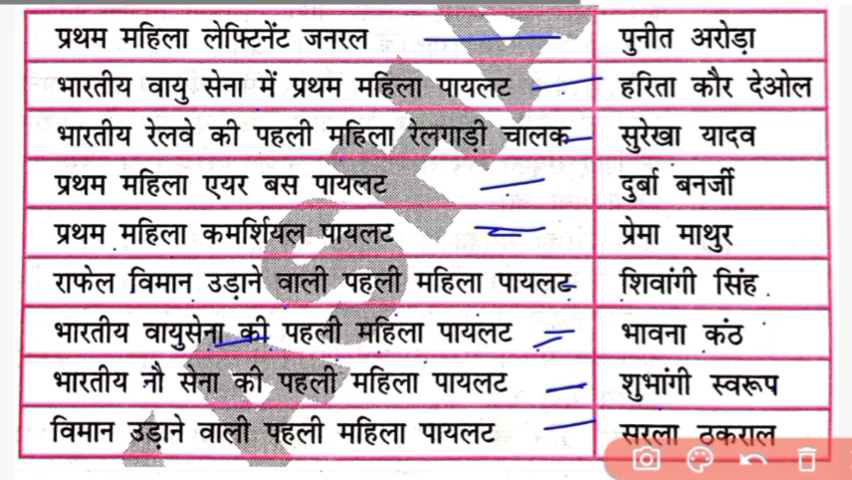 प्रथम महिला लेफ्टिनेंट जनरल पुनीत अरोड़ा
भारतीय वायु सेना में प्रथम महिला पायलट हरिता कौर देओल
भारतीय रेलवे की पहली महिला रेलगाड़ी चालक सुरेखा यादव
प्रथम महिला एयर बस पायलट दुर्बा बनर्जी
प्रथम महिला कमर्शियल पायलट प्रेमा माथुर
राफेल विमान उड़ाने वाली पहली महिला पायलट शिवांगी सिंह
भारतीय वायुसेना की पहली महिला पायलट भावना कंठ
भारतीय नौ सेना की पहली महिला पायलट शुभांगी स्वरूप
विमान उड़ाने वाली पहली महिला पायलट सरला ठकराल